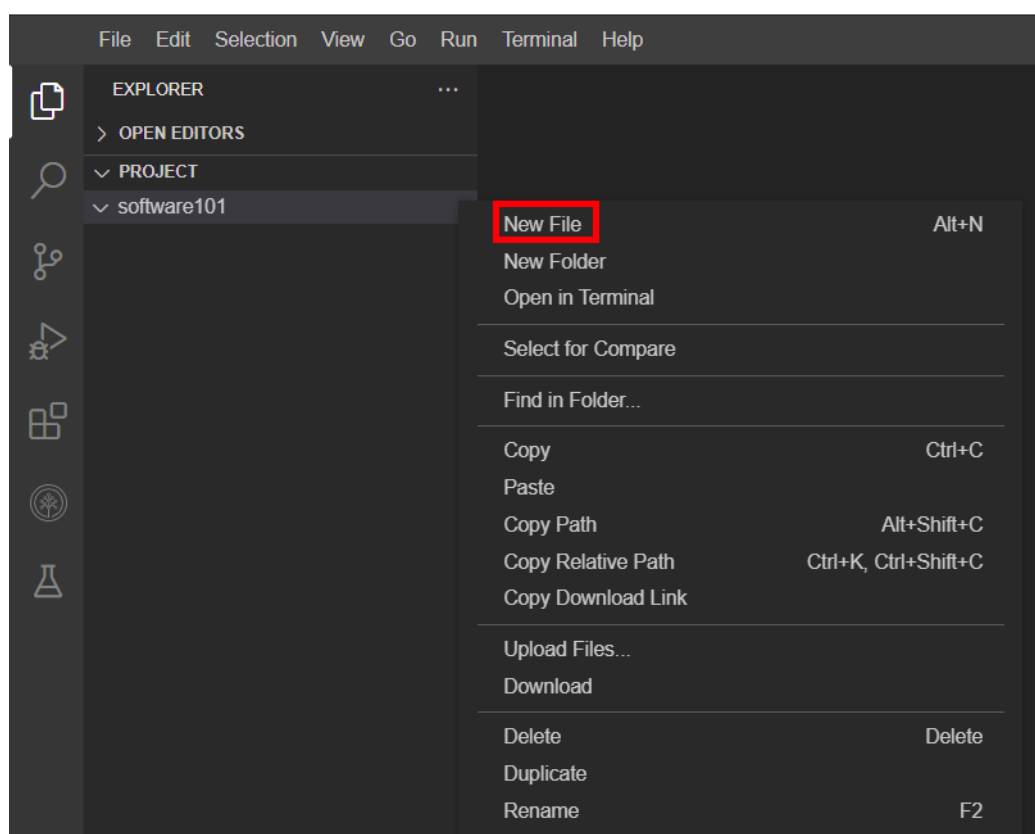 File Edit Selection View Go Run Terminal Help
EXPLORER ...
OPEN EDITORS
PROJECT
software101
New File Alt+N
New Folder
Open in Terminal
Select for Compare
Find in Folder...
Copy Ctrl+C
Paste
Copy Path Alt+Shift+C
Copy Relative Path Ctrl+K, Ctrl+Shift+C
Copy Download Link
Upload Files...
Download
Delete Delete
Duplicate
Rename F2